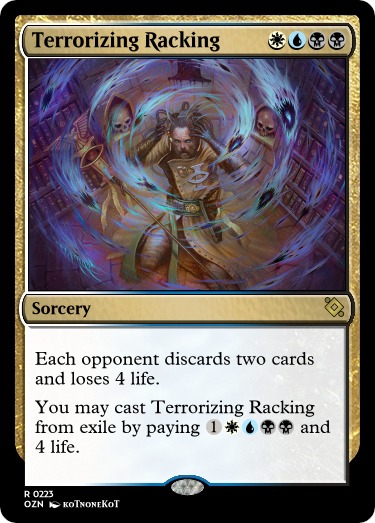 Terrorizing Racking
Sorcery
Each opponent discards two cards
and loses 4 life.
You may cast Terrorizing Racking
from exile by paying 1 and
4 life.
R 0223
OZN koTnoneKoT